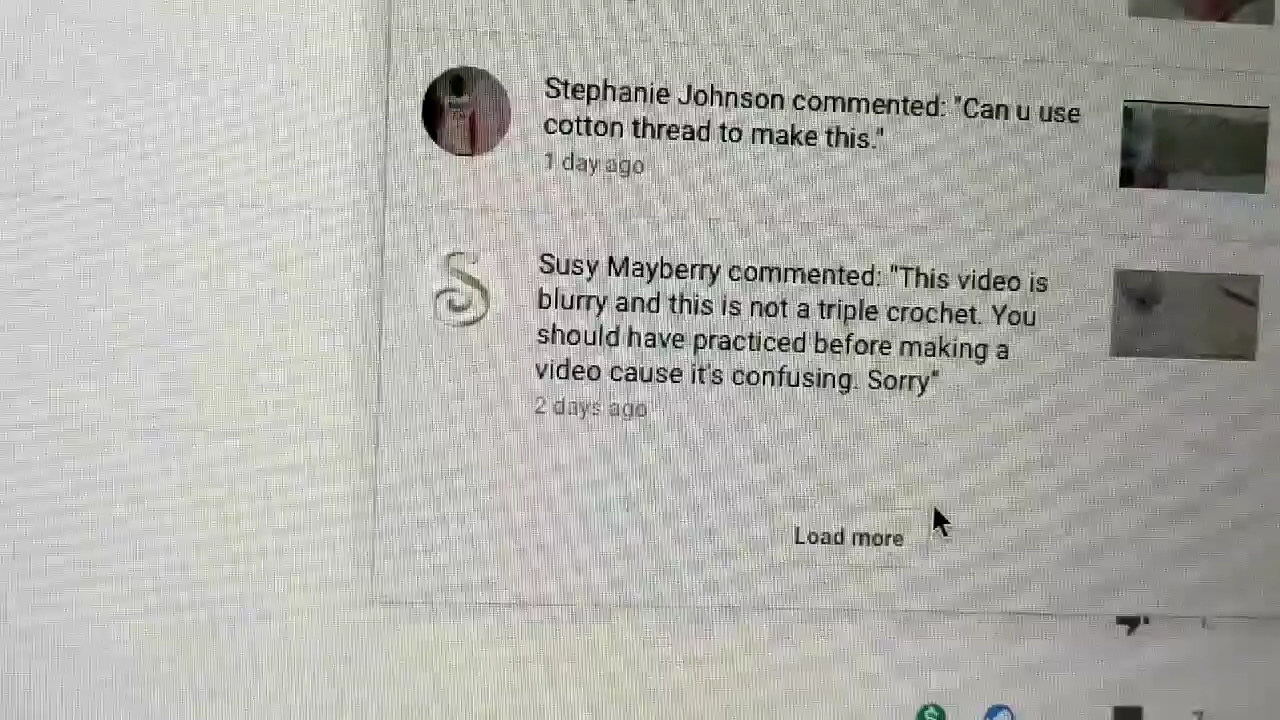 Stephanie Johnson commented: "Can u use
cotton thread to make this."
1 day ago
S
Susy Mayberry commented: "This video is
blurry and this is not a triple crochet. You
should have practiced before making a
video cause it's confusing. Sorry"
2 days ago
Load more